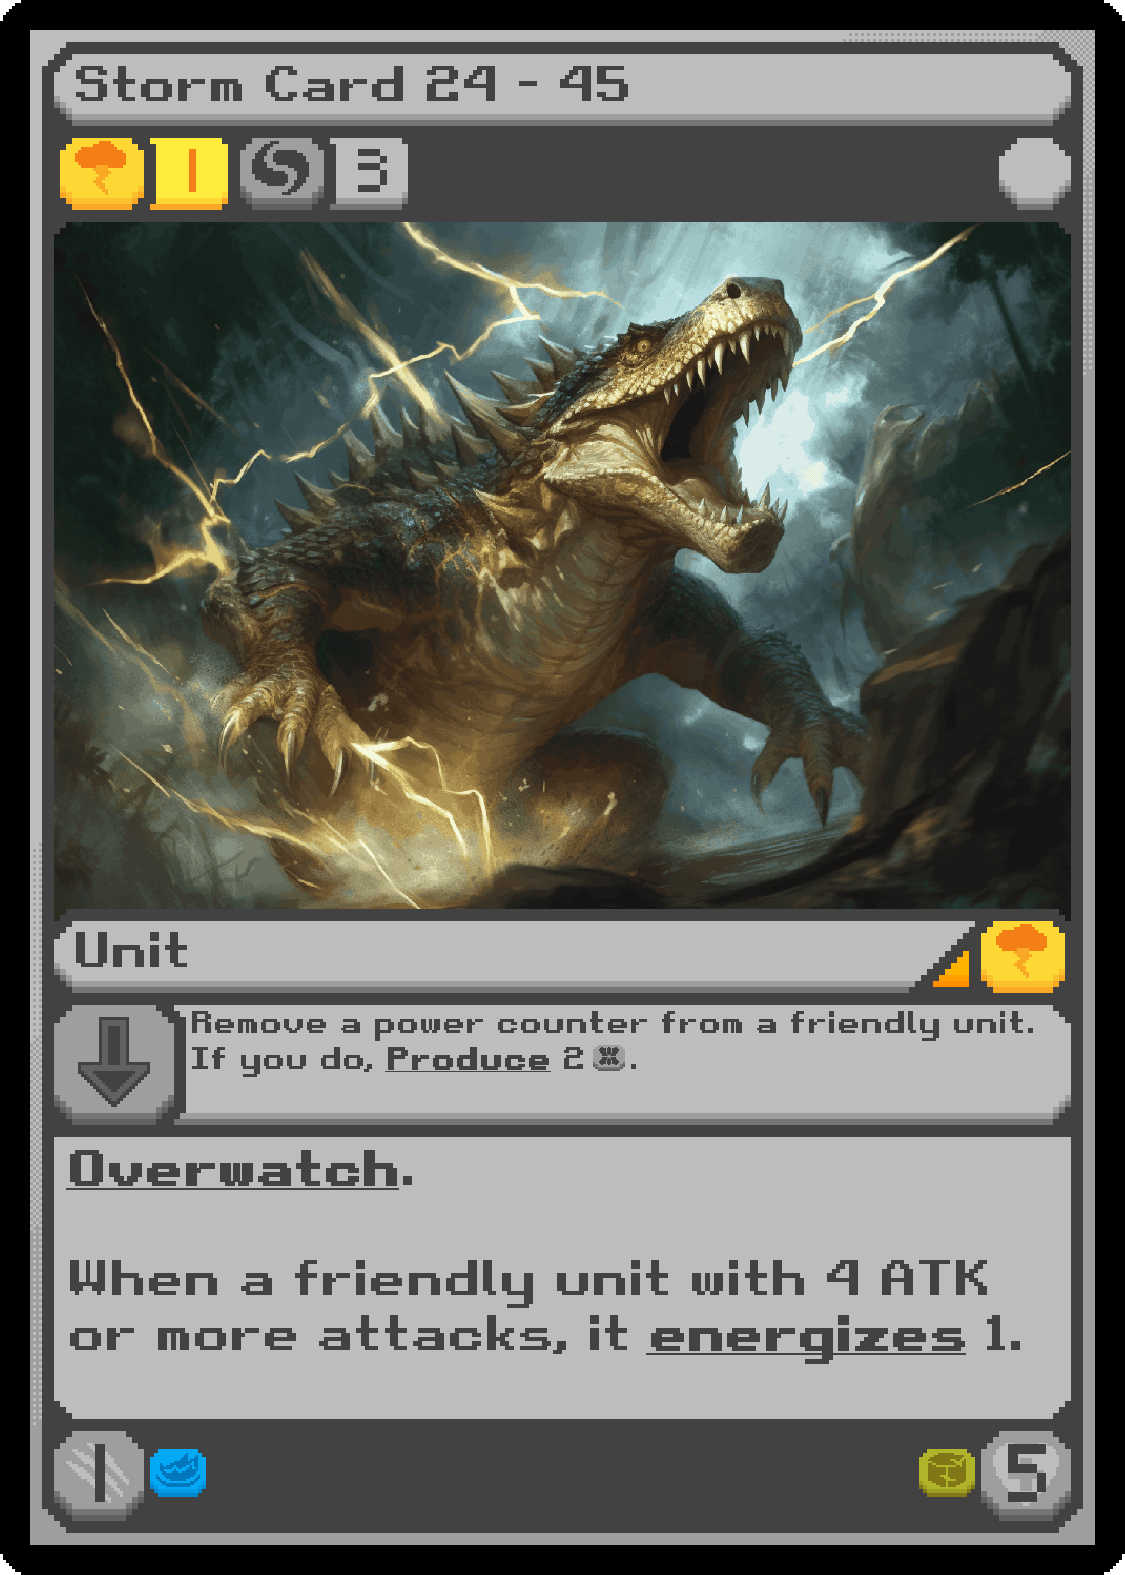 Storm Card 24 - 45
1 3
Unit
Remove a power counter from a friendly unit.
If you do, Produce 2 .
Overwatch.
When a friendly unit with 4 ATK
or more attacks, it energizes 1.
1 5